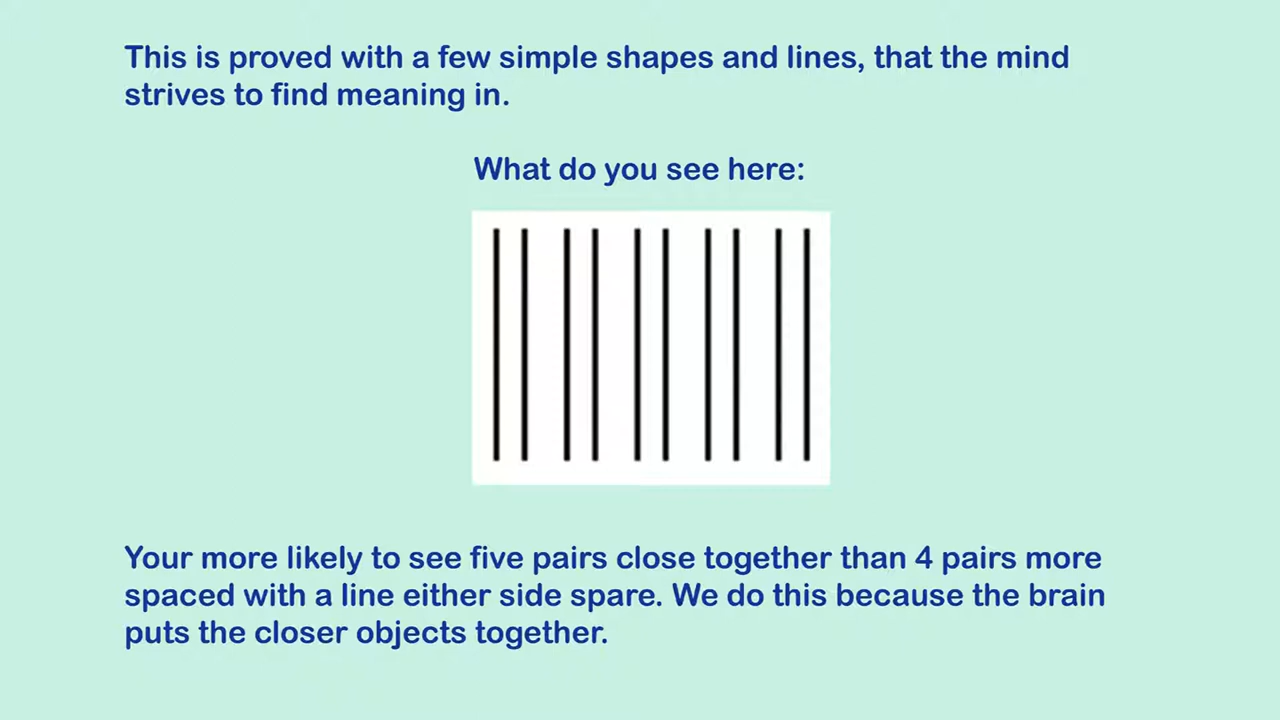 This is proved with a few simple shapes and lines, that the mind
strives to find meaning in.
What do you see here:
Your more likely to see five pairs close together than 4 pairs more
spaced with a line either side spare. We do this because the brain
puts the closer objects together.